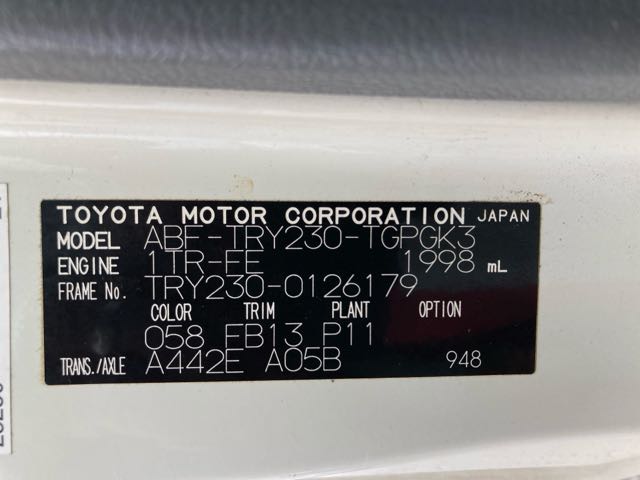 TOYOTA MOTOR CORPORATION JAPAN
MODEL ABF-TRY230-TGPGK3
ENGINE 1TR-FE 1998 mL
FRAME No. TRY230-0126179
COLOR TRIM PLANT OPTION
058 EB13 P11
TRANS./AXLE A442E A05B 948